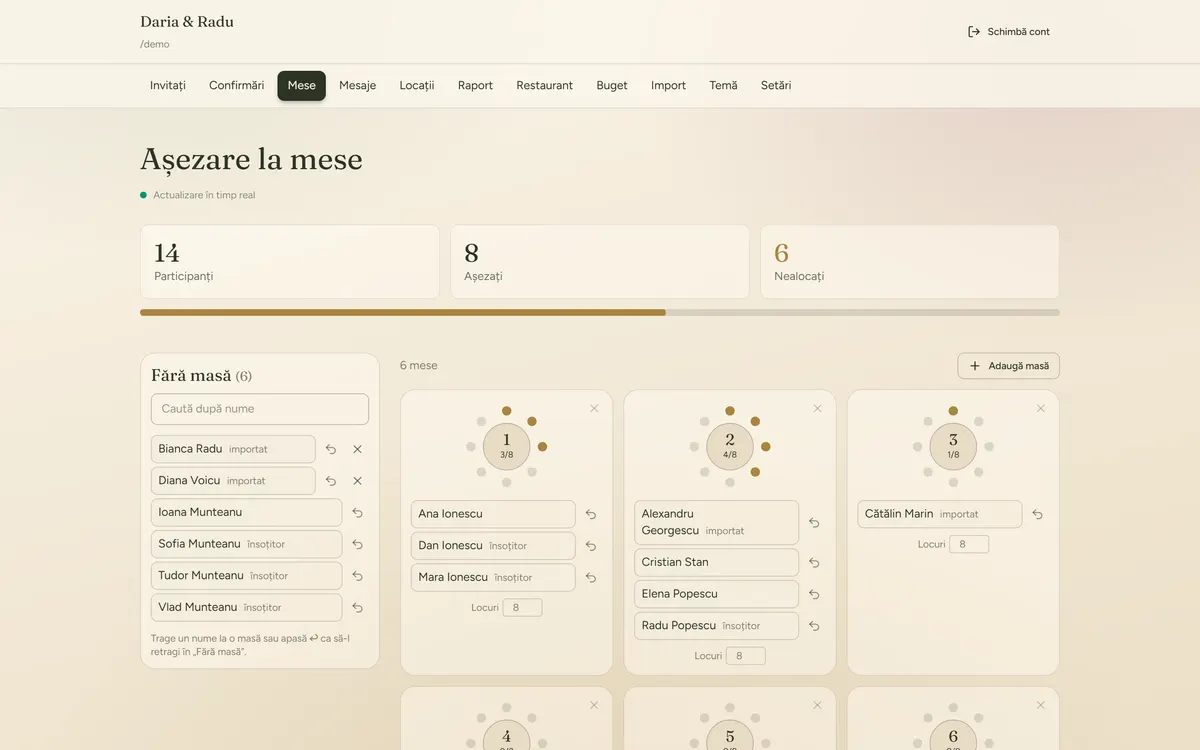 Daria & Radu
/demo
Schimbă cont
Invitați
Confirmări
Mese
Mesaje
Locații
Raport
Restaurant
Buget
Import
Temă
Setări
Așezare la mese
Actualizare în timp real
14
Participanți
8
Așezați
6
Nealocați
Fără masă (6)
Caută după nume
Bianca Radu importat
Diana Voicu importat
Ioana Munteanu
Sofia Munteanu însoțitor
Tudor Munteanu însoțitor
Vlad Munteanu însoțitor
Trage un nume la o masă sau apasă ↩ ca să-l
retragi în „Fără masă”.
6 mese
Adaugă masă
1
3/8
Ana Ionescu
Dan Ionescu însoțitor
Mara Ionescu însoțitor
Locuri 8
2
4/8
Alexandru
Georgescu importat
Cristian Stan
Elena Popescu
Radu Popescu însoțitor
Locuri 8
3
1/8
Cătălin Marin importat
Locuri 8
4
5
6